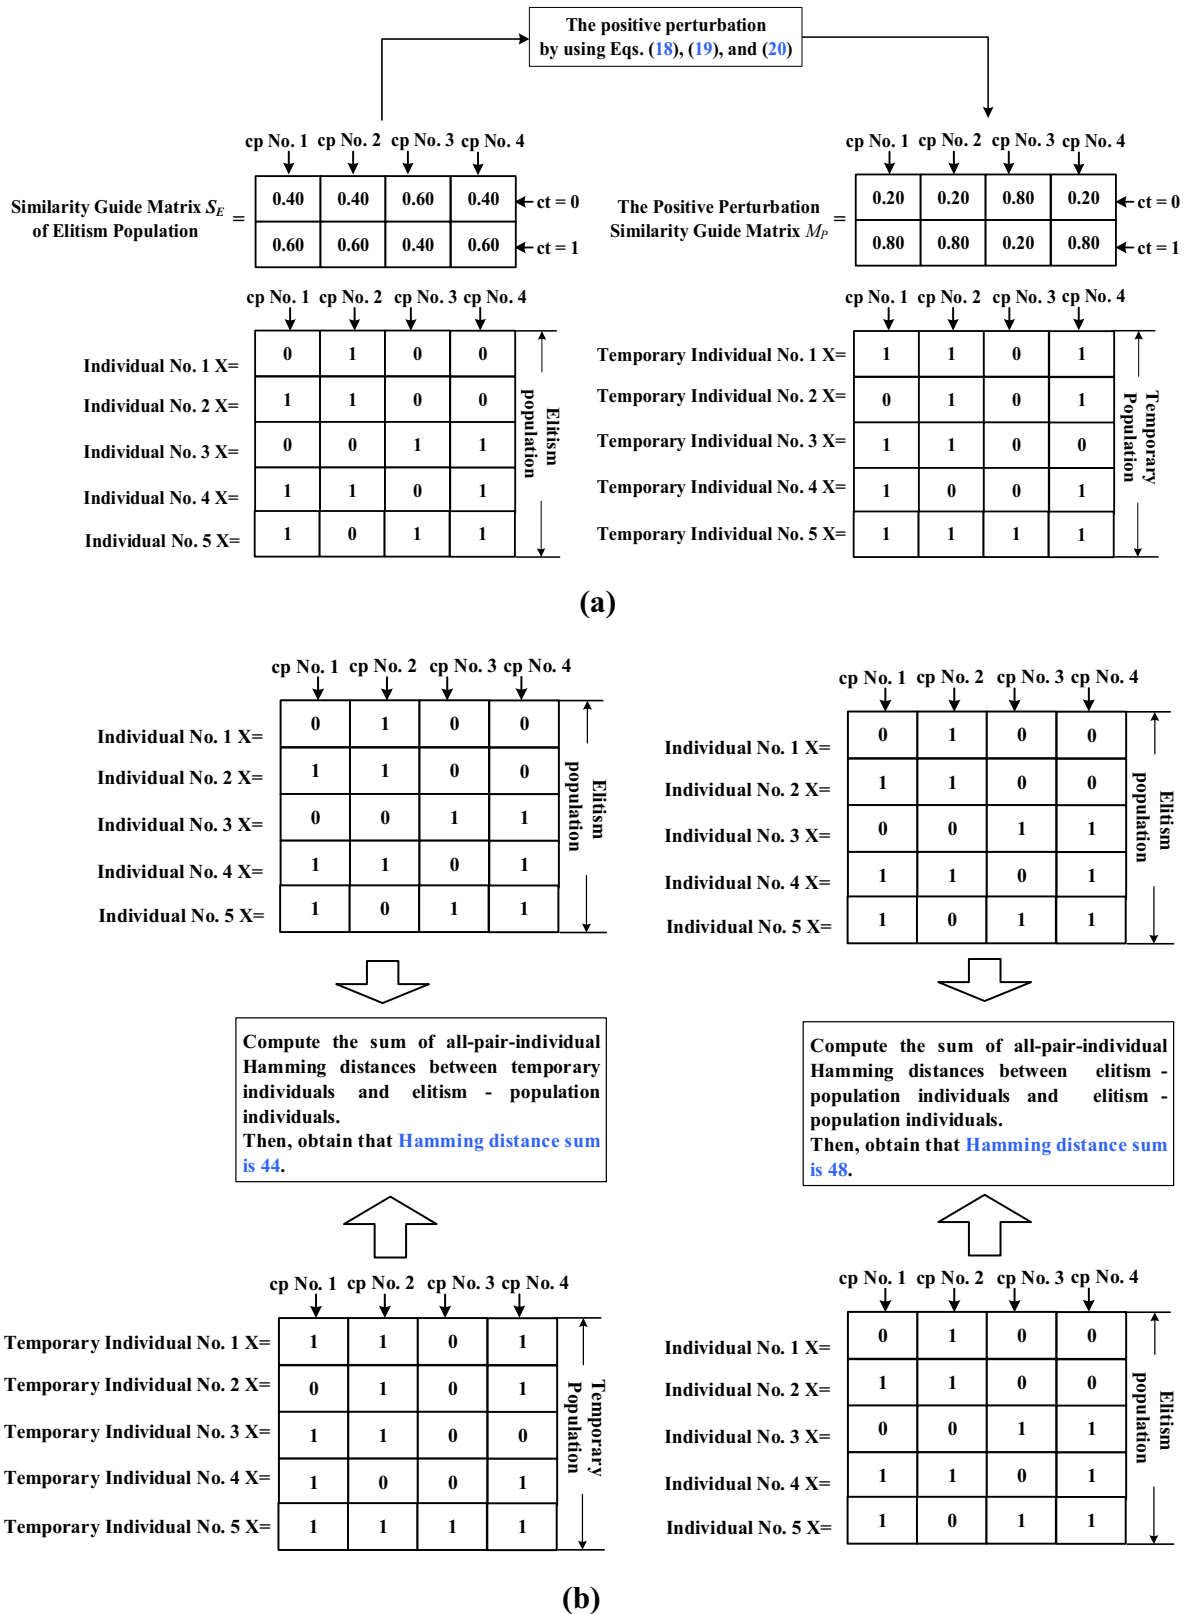 The positive perturbation
by using Eqs. (18), (19), and (20)
cp No. 1 cp No. 2 cp No. 3 cp No. 4
Similarity Guide Matrix S_E
of Elitism Population
=
0.40 0.40 0.60 0.40
ct = 0
0.60 0.60 0.40 0.60
ct = 1
cp No. 1 cp No. 2 cp No. 3 cp No. 4
The Positive Perturbation
Similarity Guide Matrix M_P
=
0.20 0.20 0.80 0.20
ct = 0
0.80 0.80 0.20 0.80
ct = 1
cp No. 1 cp No. 2 cp No. 3 cp No. 4
Individual No. 1 X= 0 1 0 0
Individual No. 2 X= 1 1 0 0
Individual No. 3 X= 0 0 1 1
Individual No. 4 X= 1 1 0 1
Individual No. 5 X= 1 0 1 1
Elitism
population
cp No. 1 cp No. 2 cp No. 3 cp No. 4
Temporary Individual No. 1 X= 1 1 0 1
Temporary Individual No. 2 X= 0 1 0 1
Temporary Individual No. 3 X= 1 1 0 0
Temporary Individual No. 4 X= 1 0 0 1
Temporary Individual No. 5 X= 1 1 1 1
Temporary
Population
(a)
cp No. 1 cp No. 2 cp No. 3 cp No. 4
Individual No. 1 X= 0 1 0 0
Individual No. 2 X= 1 1 0 0
Individual No. 3 X= 0 0 1 1
Individual No. 4 X= 1 1 0 1
Individual No. 5 X= 1 0 1 1
Elitism
population
Compute the sum of all-pair-individual
Hamming distances between temporary
individuals and elitism - population
individuals.
Then, obtain that Hamming distance sum
is 44.
cp No. 1 cp No. 2 cp No. 3 cp No. 4
Temporary Individual No. 1 X= 1 1 0 1
Temporary Individual No. 2 X= 0 1 0 1
Temporary Individual No. 3 X= 1 1 0 0
Temporary Individual No. 4 X= 1 0 0 1
Temporary Individual No. 5 X= 1 1 1 1
Temporary
Population
cp No. 1 cp No. 2 cp No. 3 cp No. 4
Individual No. 1 X= 0 1 0 0
Individual No. 2 X= 1 1 0 0
Individual No. 3 X= 0 0 1 1
Individual No. 4 X= 1 1 0 1
Individual No. 5 X= 1 0 1 1
Elitism
population
Compute the sum of all-pair-individual
Hamming distances between elitism -
population individuals and elitism -
population individuals.
Then, obtain that Hamming distance sum
is 48.
cp No. 1 cp No. 2 cp No. 3 cp No. 4
Individual No. 1 X= 0 1 0 0
Individual No. 2 X= 1 1 0 0
Individual No. 3 X= 0 0 1 1
Individual No. 4 X= 1 1 0 1
Individual No. 5 X= 1 0 1 1
Elitism
population
(b)